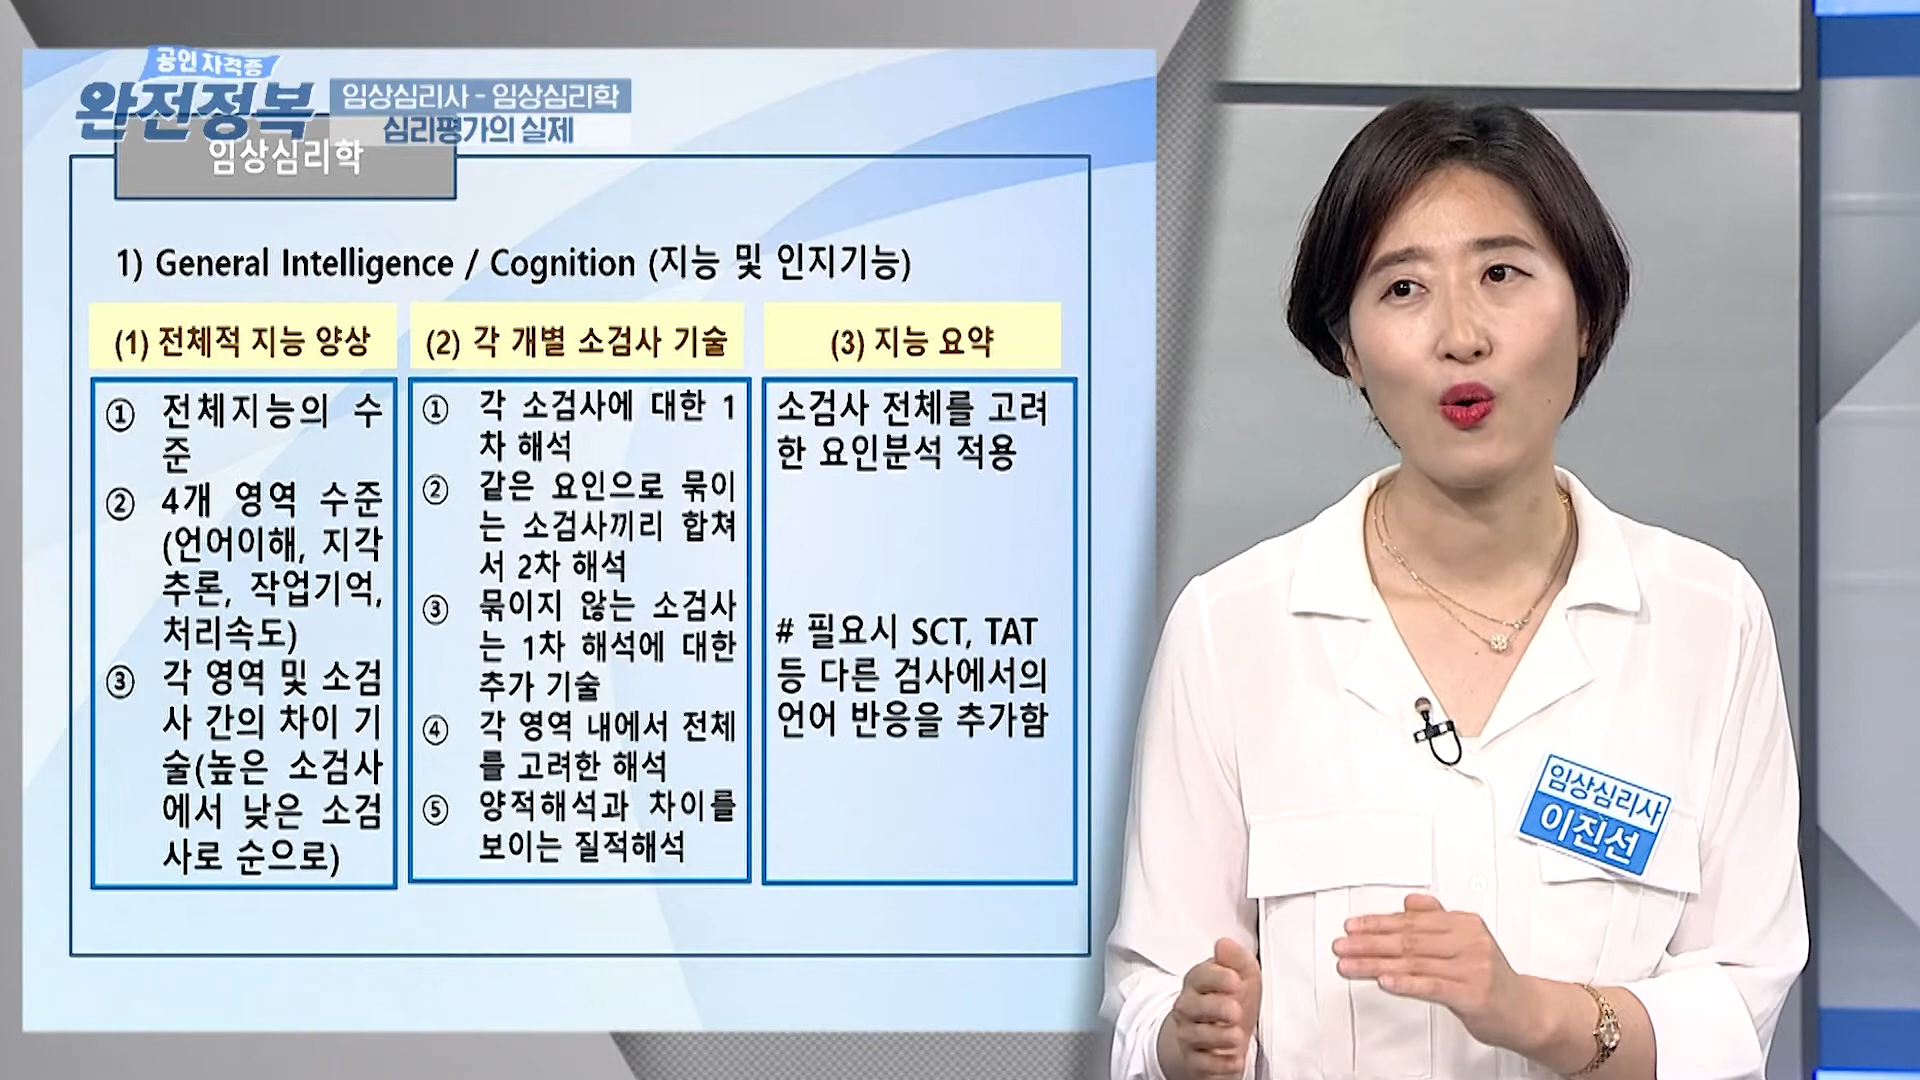 공인 자격증
완전정복
임상심리사 - 임상심리학
심리평가의 실제
임상심리학
1) General Intelligence / Cognition (지능 및 인지기능)
(1) 전체적 지능 양상
① 전체지능의 수
준
② 4개 영역 수준
(언어이해, 지각
추론, 작업기억,
처리속도)
③ 각 영역 및 소검
사 간의 차이 기
술(높은 소검사
에서 낮은 소검
사로 순으로)
(2) 각 개별 소검사 기술
① 각 소검사에 대한 1
차 해석
② 같은 요인으로 묶이
는 소검사끼리 합쳐
서 2차 해석
③ 묶이지 않는 소검사
는 1차 해석에 대한
추가 기술
④ 각 영역 내에서 전체
를 고려한 해석
⑤ 양적해석과 차이를
보이는 질적해석
(3) 지능 요약
소검사 전체를 고려
한 요인분석 적용
# 필요시 SCT, TAT
등 다른 검사에서의
언어 반응을 추가함
임상심리사
이진선